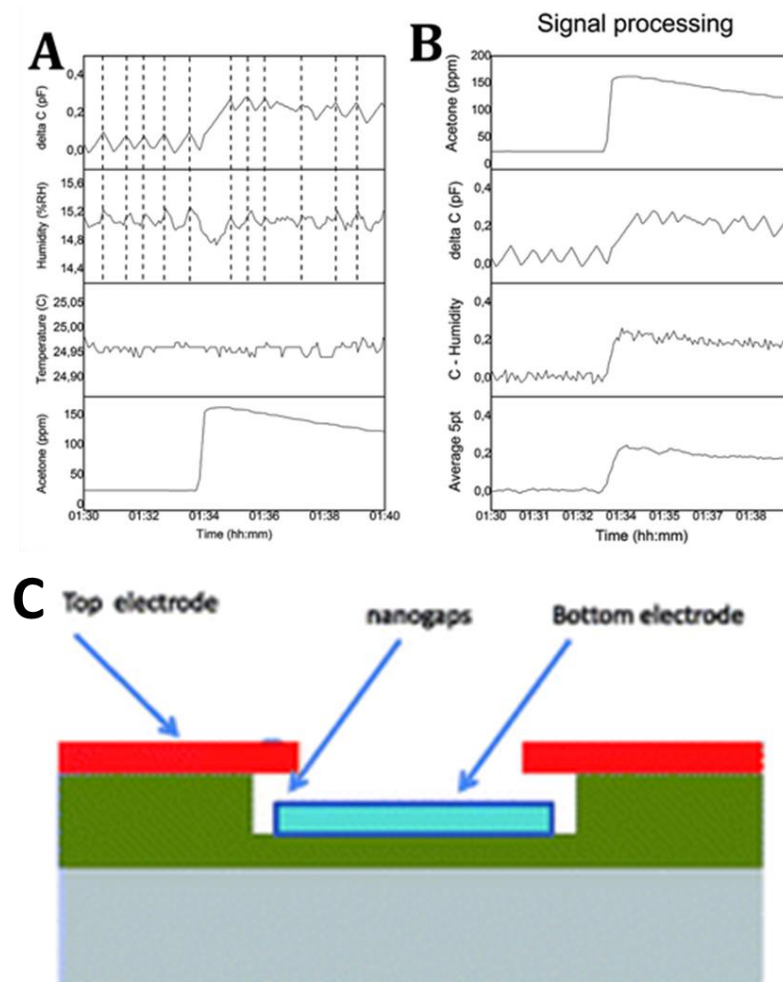 A
0,4
0,2
0,0
delta C (pF)
15,6
15,2
14,8
14,4
Humidity (%RH)
25,05
25,00
24,95
24,90
Temperature (C)
150
100
50
0
Acetone (ppm)
01:30 01:32 01:34 01:36 01:38 01:40
Time (hh:mm)
B
Signal processing
200
150
100
50
0
Acetone (ppm)
0,4
0,2
0,0
delta C (pF)
0,4
0,2
0,0
C - Humidity
0,4
0,2
0,0
Average 5pt
01:30 01:31 01:32 01:34 01:35 01:37 01:38
Time (hh:mm)
C
Top electrode
nanogaps
Bottom electrode